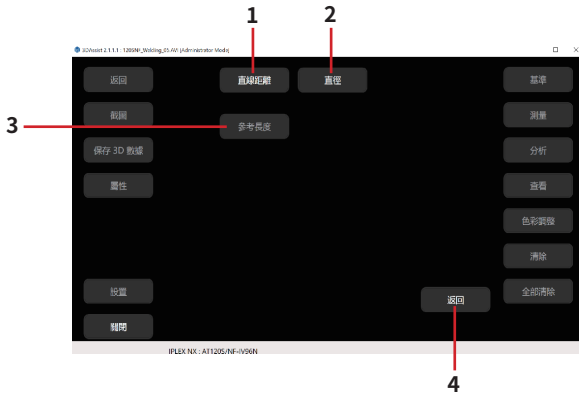 1
2
3DAssist 2.1.1.1 : 120SNF_Welding_05.AVI [Administrator Mode]
返回
直線距離
直徑
基準
截圖
測量
3
參考長度
保存 3D 數據
分析
屬性
查看
色彩調整
清除
設置
返回
全部清除
關閉
IPLEX NX : AT120S/NF-IV96N
4